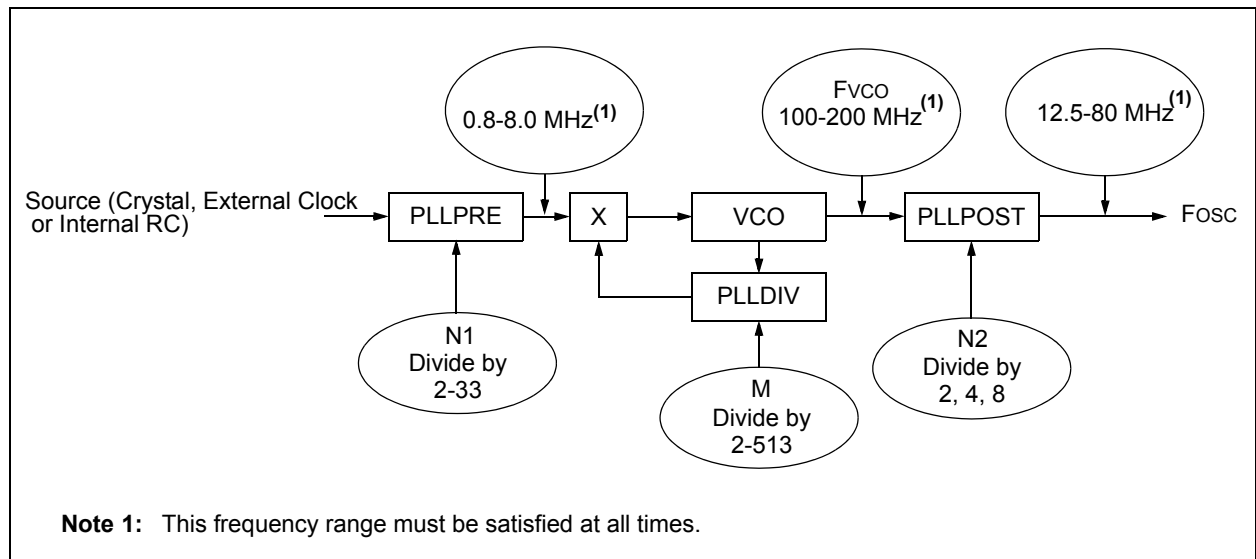 0.8-8.0 MHz(1)
FVCO
100-200 MHz(1)
12.5-80 MHz(1)
Source (Crystal, External Clock
or Internal RC)
PLLPRE
X
VCO
PLLPOST
FOSC
PLLDIV
N1
Divide by
2-33
M
Divide by
2-513
N2
Divide by
2, 4, 8
Note 1: This frequency range must be satisfied at all times.